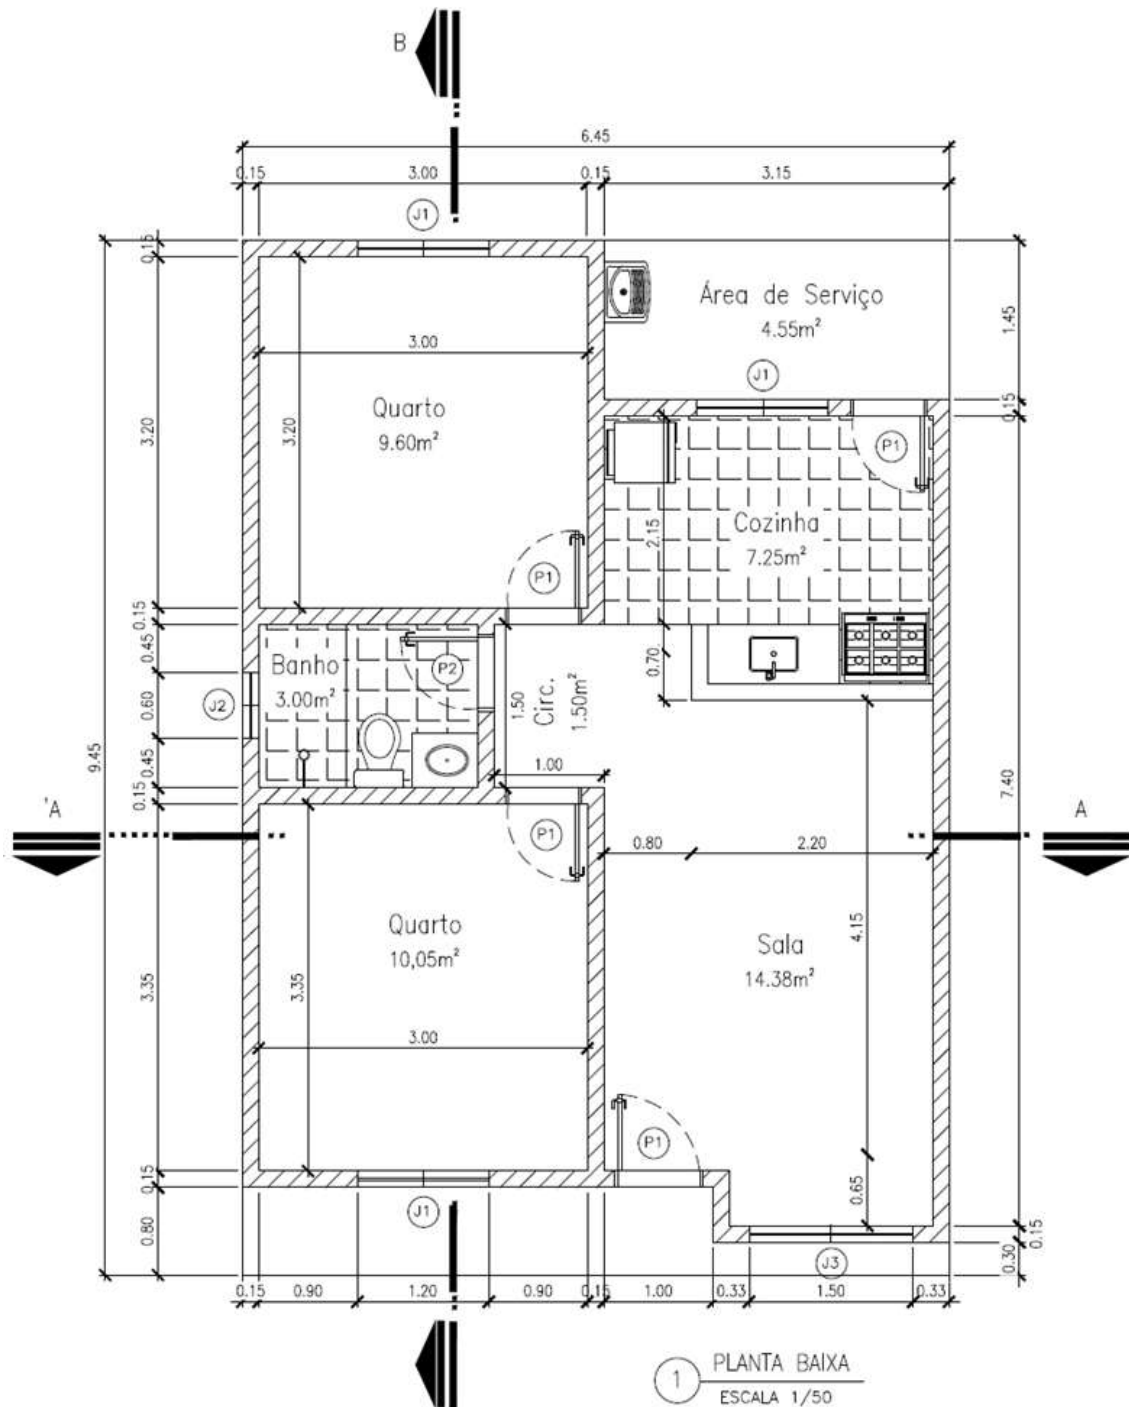 B
6.45
0.15
3.00
0.15
3.15
J1
0.15
Área de Serviço
4.55m²
1.45
3.00
J1
Quarto
9.60m²
3.20
3.20
0.15
P1
Cozinha
7.25m²
2.15
P1
0.15
0.45
Banho
3.00m²
P2
1.50
Circ.
1.50m²
0.70
0.60
J2
0.45
9.45
1.00
7.40
0.15
'A
A
P1
0.80
2.20
Quarto
10,05m²
Sala
14.38m²
4.15
3.35
3.35
3.00
P1
0.15
0.65
0.80
J1
J3
0.15
0.30
0.15
0.90
1.20
0.90
0.15
1.00
0.33
1.50
0.33
1
PLANTA BAIXA
ESCALA 1/50